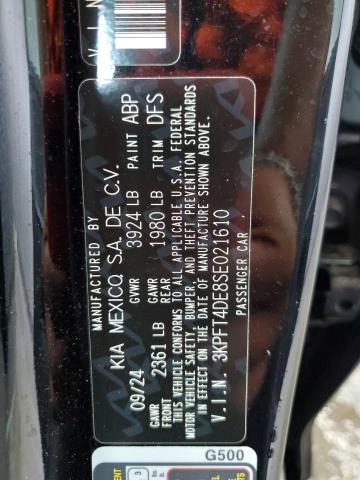 V I N
MANUFACTURED BY
KIA MEXICO, S.A. DE C.V.
09/24 GVWR 3924 LB PAINT ABP
GAWR FRONT 2361 LB GAWR REAR 1980 LB TRIM DFS
THIS VEHICLE CONFORMS TO ALL APPLICABLE U.S.A. FEDERAL
MOTOR VEHICLE SAFETY, BUMPER, AND THEFT PREVENTION STANDARDS
IN EFFECT ON THE DATE OF MANUFACTURE SHOWN ABOVE.
V.I.N. 3KPFT4DE8SE021610
PASSENGER CAR
G500